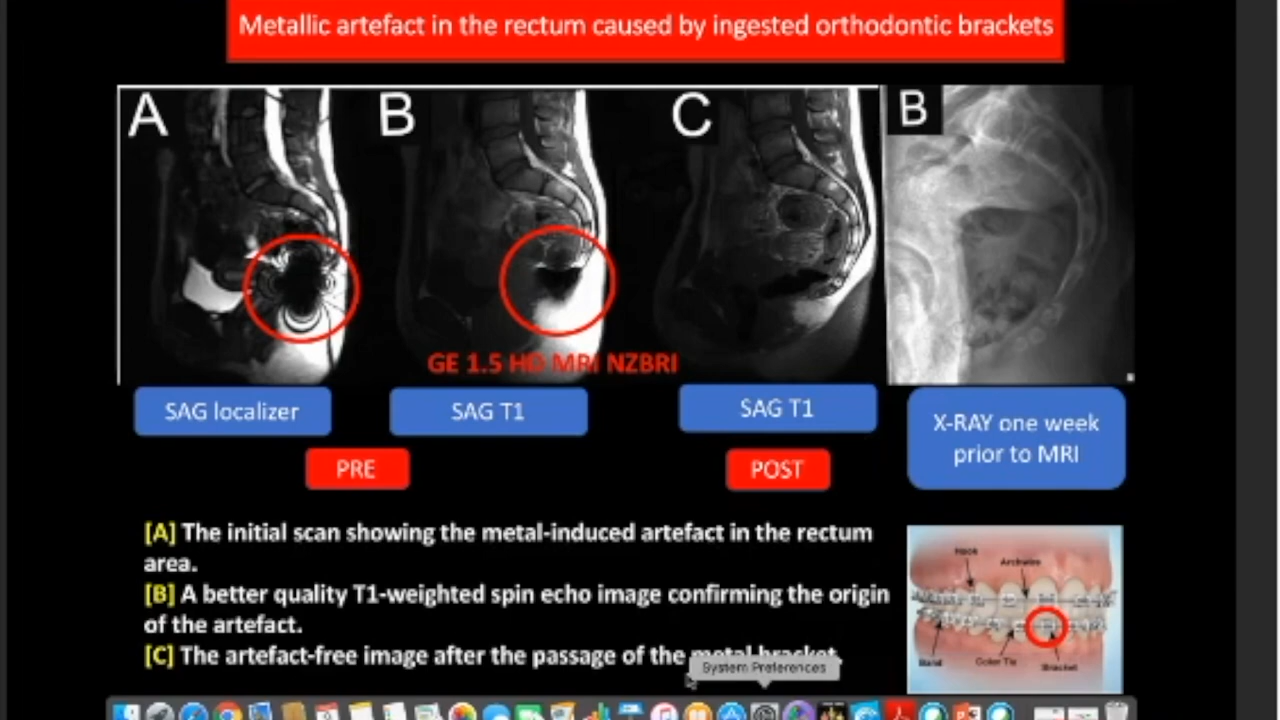 Metallic artefact in the rectum caused by ingested orthodontic brackets
A
B
C
B
GE 1.5 HD MRI NZBRI
SAG localizer
SAG T1
SAG T1
X-RAY one week
prior to MRI
PRE
POST
[A] The initial scan showing the metal-induced artefact in the rectum
area.
[B] A better quality T1-weighted spin echo image confirming the origin
of the artefact.
[C] The artefact-free image after the passage of the metal bracket.
System Preferences
Hook
Archwire
Band
Color Tie
Bracket